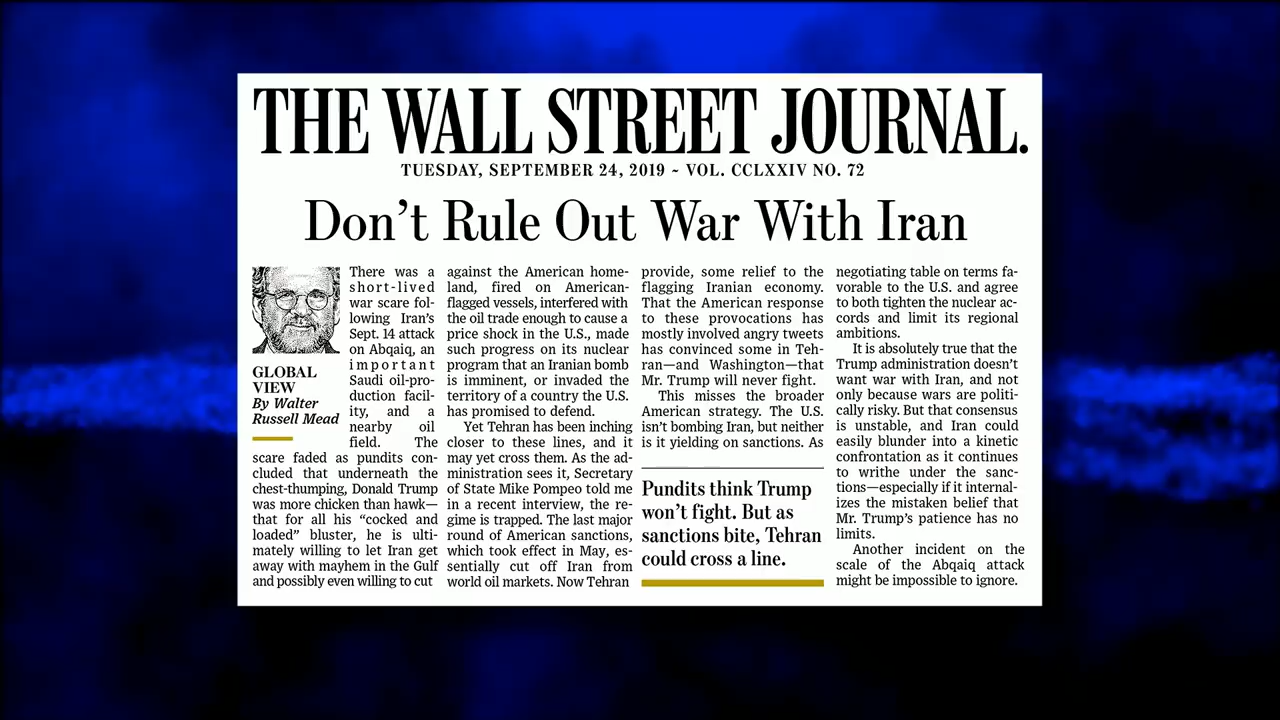 THE WALL STREET JOURNAL.
TUESDAY, SEPTEMBER 24, 2019 ~ VOL. CCLXXIV NO. 72
Don't Rule Out War With Iran
GLOBAL
VIEW
By Walter
Russell Mead
There was a
short-lived
war scare fol-
lowing Iran's
Sept. 14 attack
on Abqaiq, an
important
Saudi oil-pro-
duction facil-
ity, and a
nearby oil
field. The
scare faded as pundits con-
cluded that underneath the
chest-thumping, Donald Trump
was more chicken than hawk—
that for all his “cocked and
loaded” bluster, he is ulti-
mately willing to let Iran get
away with mayhem in the Gulf
and possibly even willing to cut
against the American home-
land, fired on American-
flagged vessels, interfered with
the oil trade enough to cause a
price shock in the U.S., made
such progress on its nuclear
program that an Iranian bomb
is imminent, or invaded the
territory of a country the U.S.
has promised to defend.
Yet Tehran has been inching
closer to these lines, and it
may yet cross them. As the ad-
ministration sees it, Secretary
of State Mike Pompeo told me
in a recent interview, the re-
gime is trapped. The last major
round of American sanctions,
which took effect in May, es-
sentially cut off Iran from
world oil markets. Now Tehran
provide, some relief to the
flagging Iranian economy.
That the American response
to these provocations has
mostly involved angry tweets
has convinced some in Teh-
ran—and Washington—that
Mr. Trump will never fight.
This misses the broader
American strategy. The U.S.
isn't bombing Iran, but neither
is it yielding on sanctions. As
Pundits think Trump
won't fight. But as
sanctions bite, Tehran
could cross a line.
negotiating table on terms fa-
vorable to the U.S. and agree
to both tighten the nuclear ac-
cords and limit its regional
ambitions.
It is absolutely true that the
Trump administration doesn't
want war with Iran, and not
only because wars are politi-
cally risky. But that consensus
is unstable, and Iran could
easily blunder into a kinetic
confrontation as it continues
to writhe under the sanc-
tions—especially if it internal-
izes the mistaken belief that
Mr. Trump's patience has no
limits.
Another incident on the
scale of the Abqaiq attack
might be impossible to ignore.